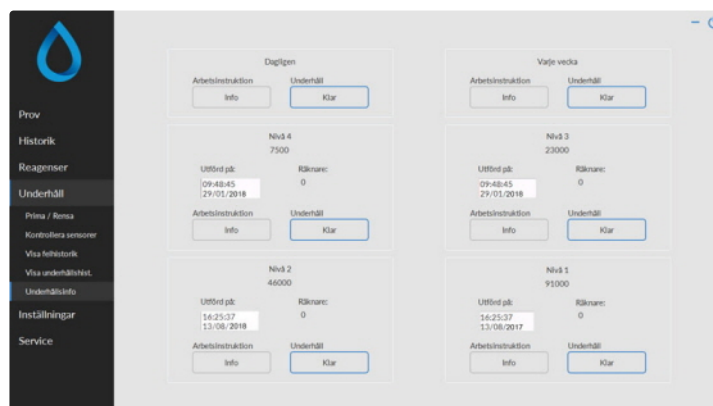 Prov
Historik
Reagenser
Underhåll
Prima / Rensa
Kontrollera sensorer
Visa felhistorik
Visa underhållshist.
Underhållsinfo
Inställningar
Service
Dagligen
Arbetsinstruktion Underhåll
Info Klar
Varje vecka
Arbetsinstruktion Underhåll
Info Klar
Nivå 4
7500
Utförd på: Räknare:
09:48:45 0
29/01/2018
Arbetsinstruktion Underhåll
Info Klar
Nivå 3
23000
Utförd på: Räknare:
09:48:45 0
29/01/2018
Arbetsinstruktion Underhåll
Info Klar
Nivå 2
46000
Utförd på: Räknare:
16:25:37 0
13/08/2018
Arbetsinstruktion Underhåll
Info Klar
Nivå 1
91000
Utförd på: Räknare:
16:25:37 0
13/08/2017
Arbetsinstruktion Underhåll
Info Klar